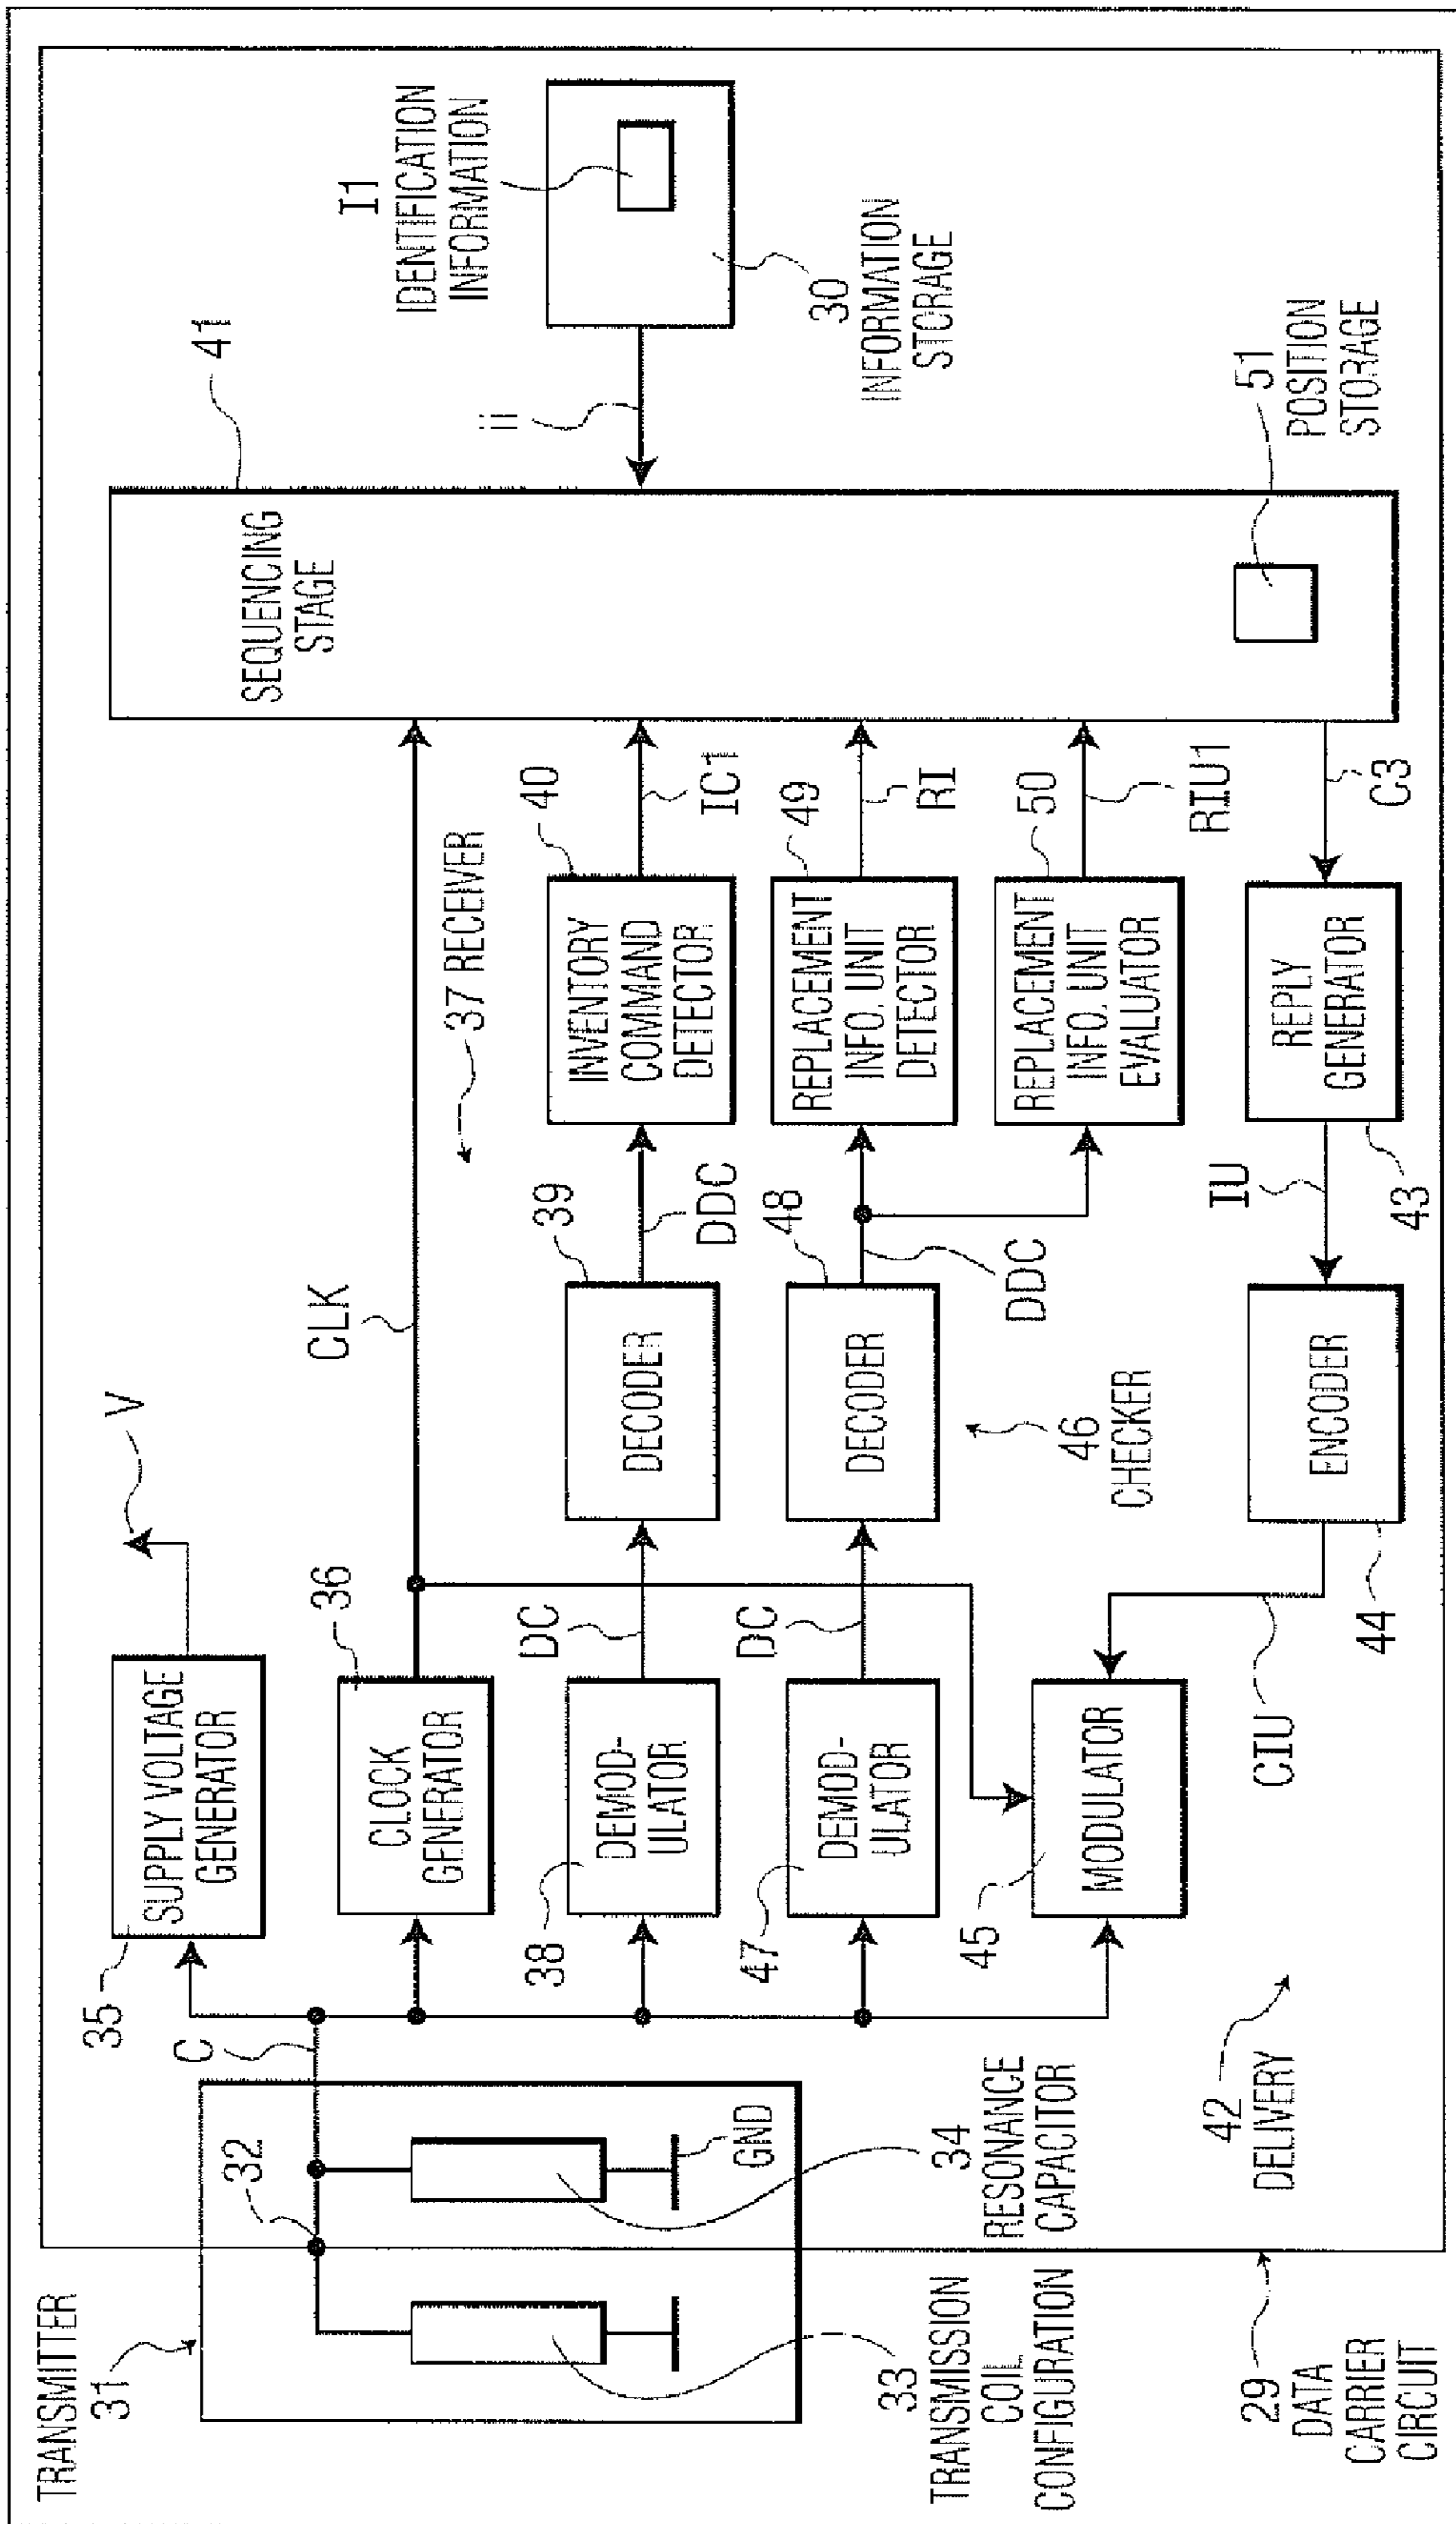 TRANSMITTER
31
32
C
33
TRANSMISSION
COIL
CONFIGURATION
34
RESONANCE
CAPACITOR
GND
29
DATA
CARRIER
CIRCUIT
42
DELIVERY
35
SUPPLY VOLTAGE
GENERATOR
V
CLOCK
GENERATOR
36
CLK
38
DEMOD-
ULATOR
DC
DECODER
39
DDC
37 RECEIVER
INVENTORY
COMMAND
DETECTOR
40
IC1
47
DEMOD-
ULATOR
DC
DECODER
48
DDC
46
CHECKER
REPLACEMENT
INFO. UNIT
DETECTOR
49
RI
REPLACEMENT
INFO. UNIT
EVALUATOR
50
RIU1
45
MODULATOR
CIU
ENCODER
44
IU
REPLY
GENERATOR
43
C3
SEQUENCING
STAGE
41
51
POSITION
STORAGE
ii
I1
IDENTIFICATION
INFORMATION
30
INFORMATION
STORAGE